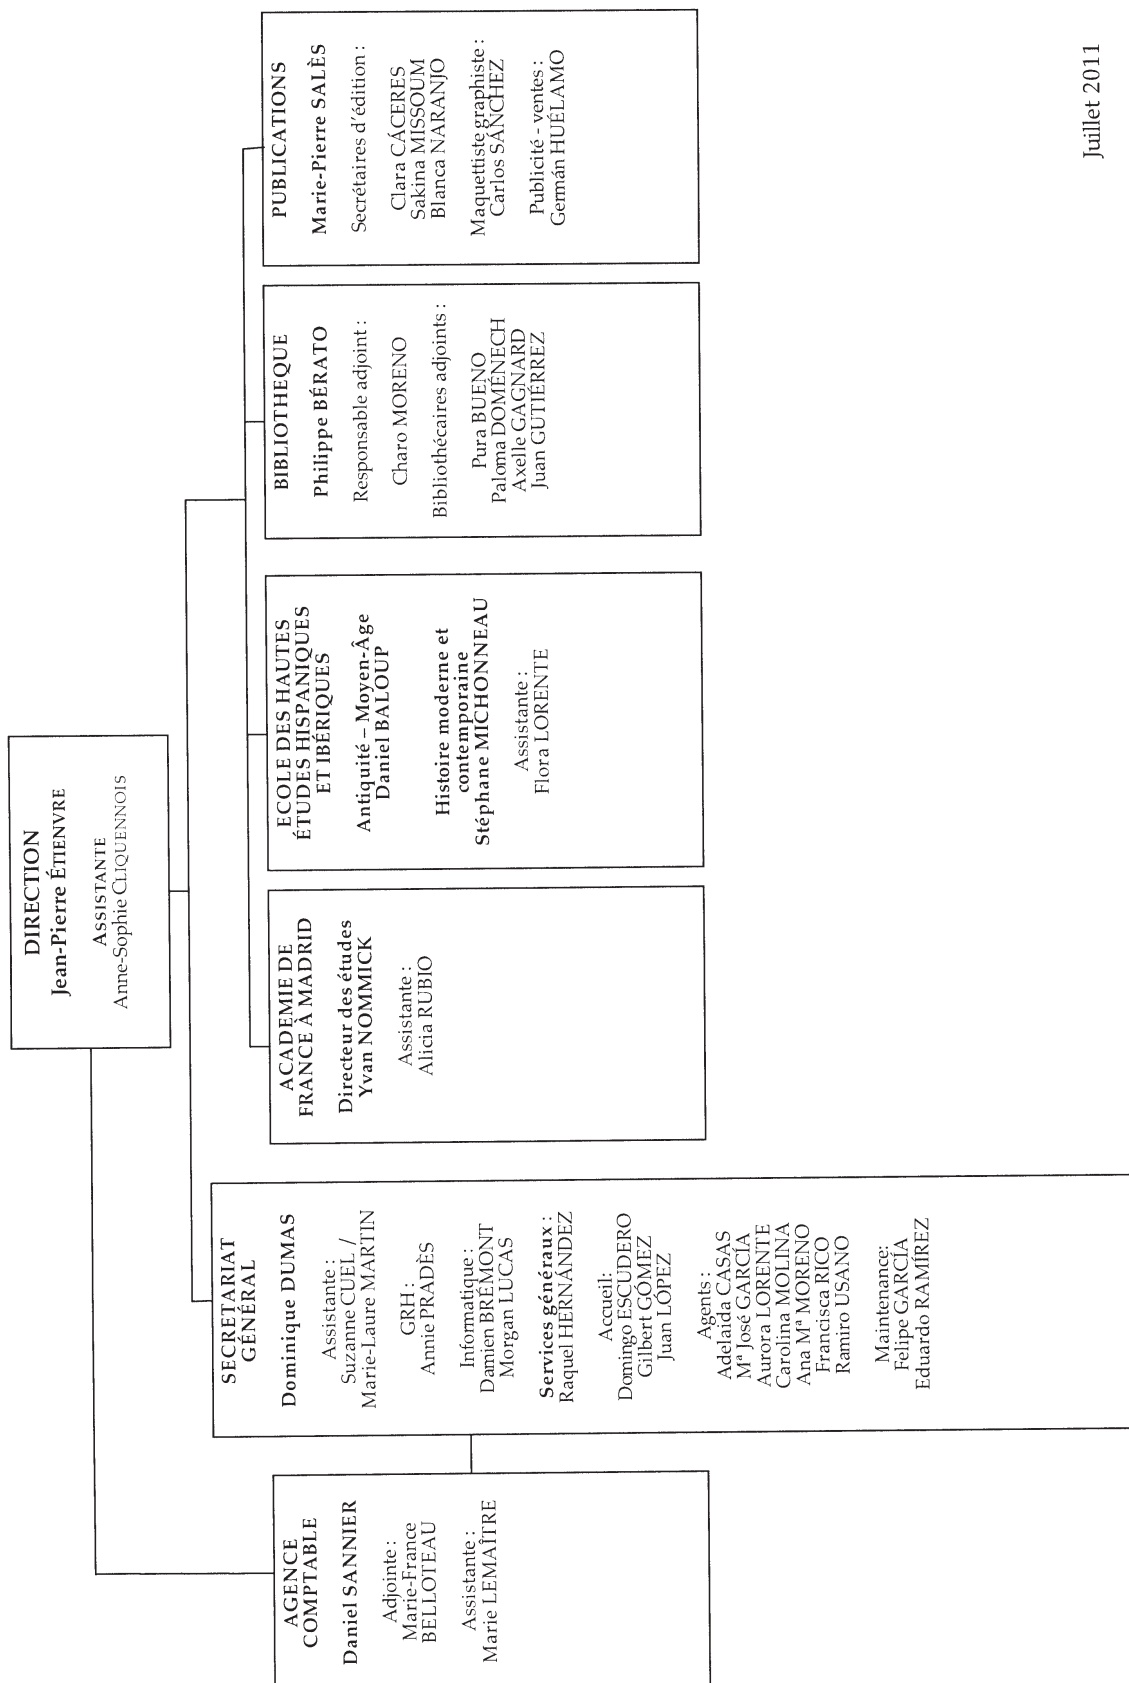 DIRECTION
Jean-Pierre ÉTIENVRE
ASSISTANTE
Anne-Sophie CLIQUENNOIS
AGENCE
COMPTABLE
Daniel SANNIER
Adjointe :
Marie-France
BELLOTEAU
Assistante :
Marie LEMAÎTRE
SECRETARIAT
GÉNÉRAL
Dominique DUMAS
Assistante :
Suzanne CUEL /
Marie-Laure MARTIN
GRH :
Annie PRADÈS
Informatique :
Damien BRÉMONT
Morgan LUCAS
Services généraux :
Raquel HERNÁNDEZ
Accueil:
Domingo ESCUDERO
Gilbert GÓMEZ
Juan LÓPEZ
Agents :
Adelaida CASAS
Mª José GARCÍA
Aurora LORENTE
Carolina MOLINA
Ana Mª MORENO
Francisca RICO
Ramiro USANO
Maintenance:
Felipe GARCÍA
Eduardo RAMÍREZ
ACADEMIE DE
FRANCE À MADRID
Directeur des études
Yvan NOMMICK
Assistante :
Alicia RUBIO
ECOLE DES HAUTES
ÉTUDES HISPANIQUES
ET IBÉRIQUES
Antiquité – Moyen-Âge
Daniel BALOUP
Histoire moderne et
contemporaine
Stéphane MICHONNEAU
Assistante :
Flora LORENTE
BIBLIOTHEQUE
Philippe BÉRATO
Responsable adjoint :
Charo MORENO
Bibliothécaires adjoints :
Pura BUENO
Paloma DOMÉNECH
Axelle GAGNARD
Juan GUTIÉRREZ
PUBLICATIONS
Marie-Pierre SALÈS
Secrétaires d'édition :
Clara CÁCERES
Sakina MISSOUM
Blanca NARANJO
Maquettiste graphiste :
Carlos SÁNCHEZ
Publicité - ventes :
Germán HUÉLAMO
Juillet 2011